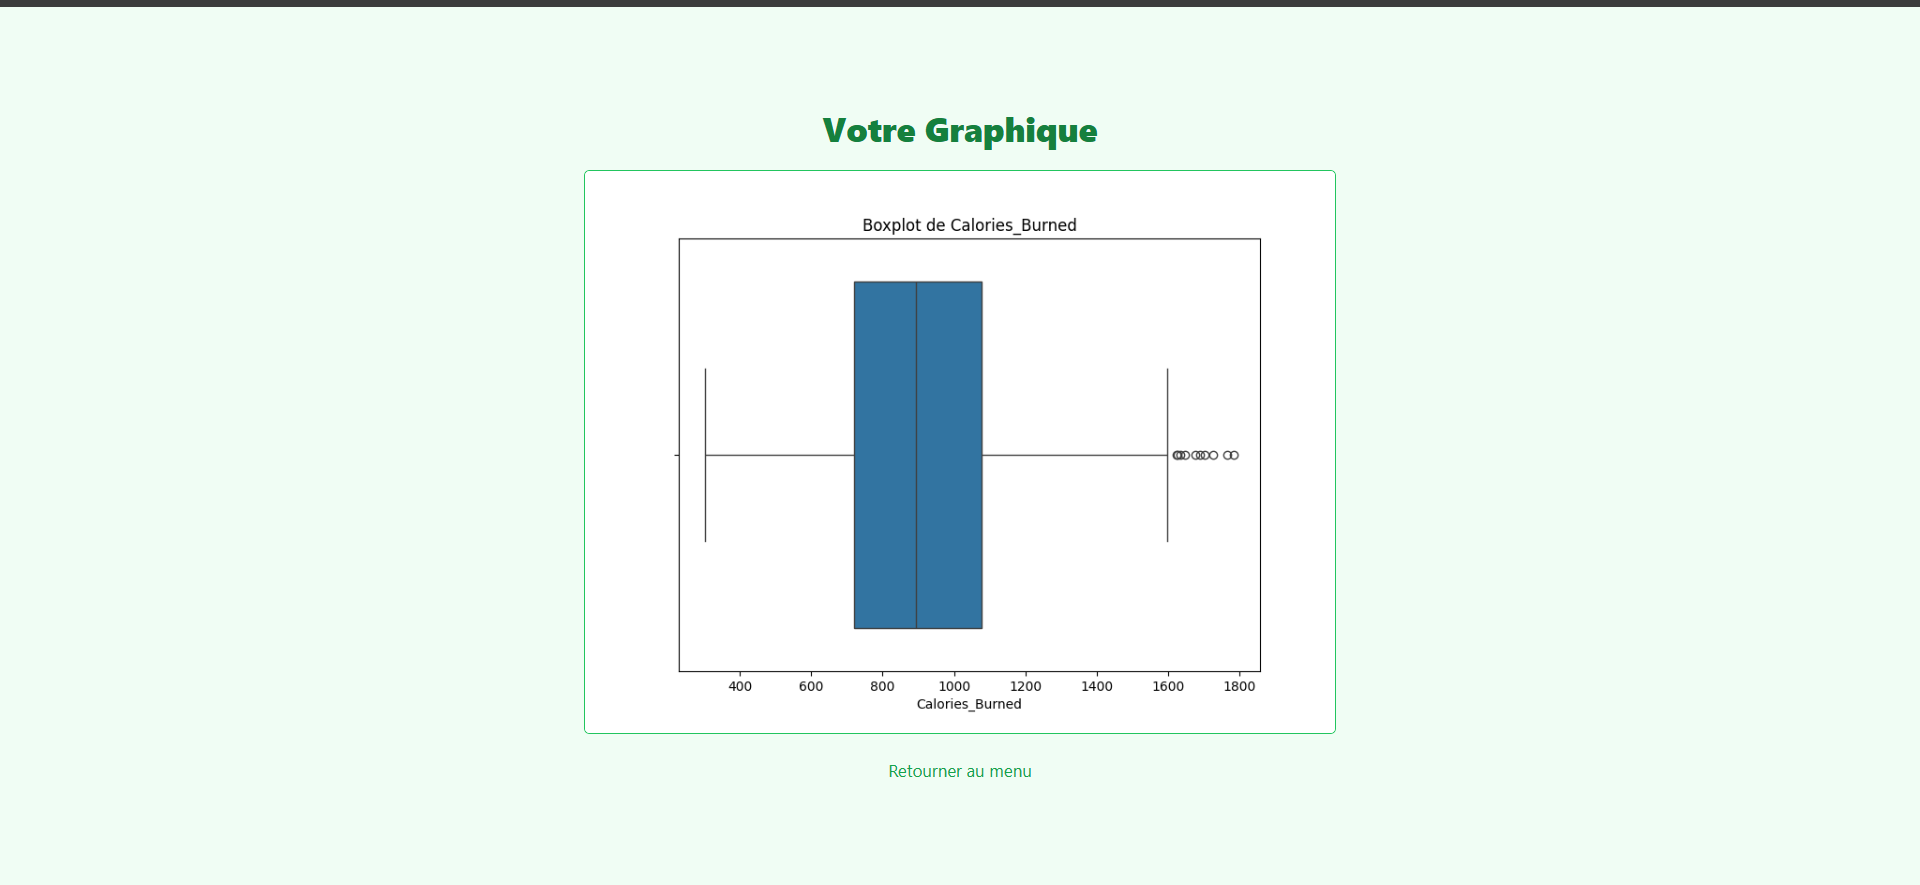 Votre Graphique
Boxplot de Calories_Burned
400 600 800 1000 1200 1400 1600 1800
Calories_Burned
Retourner au menu